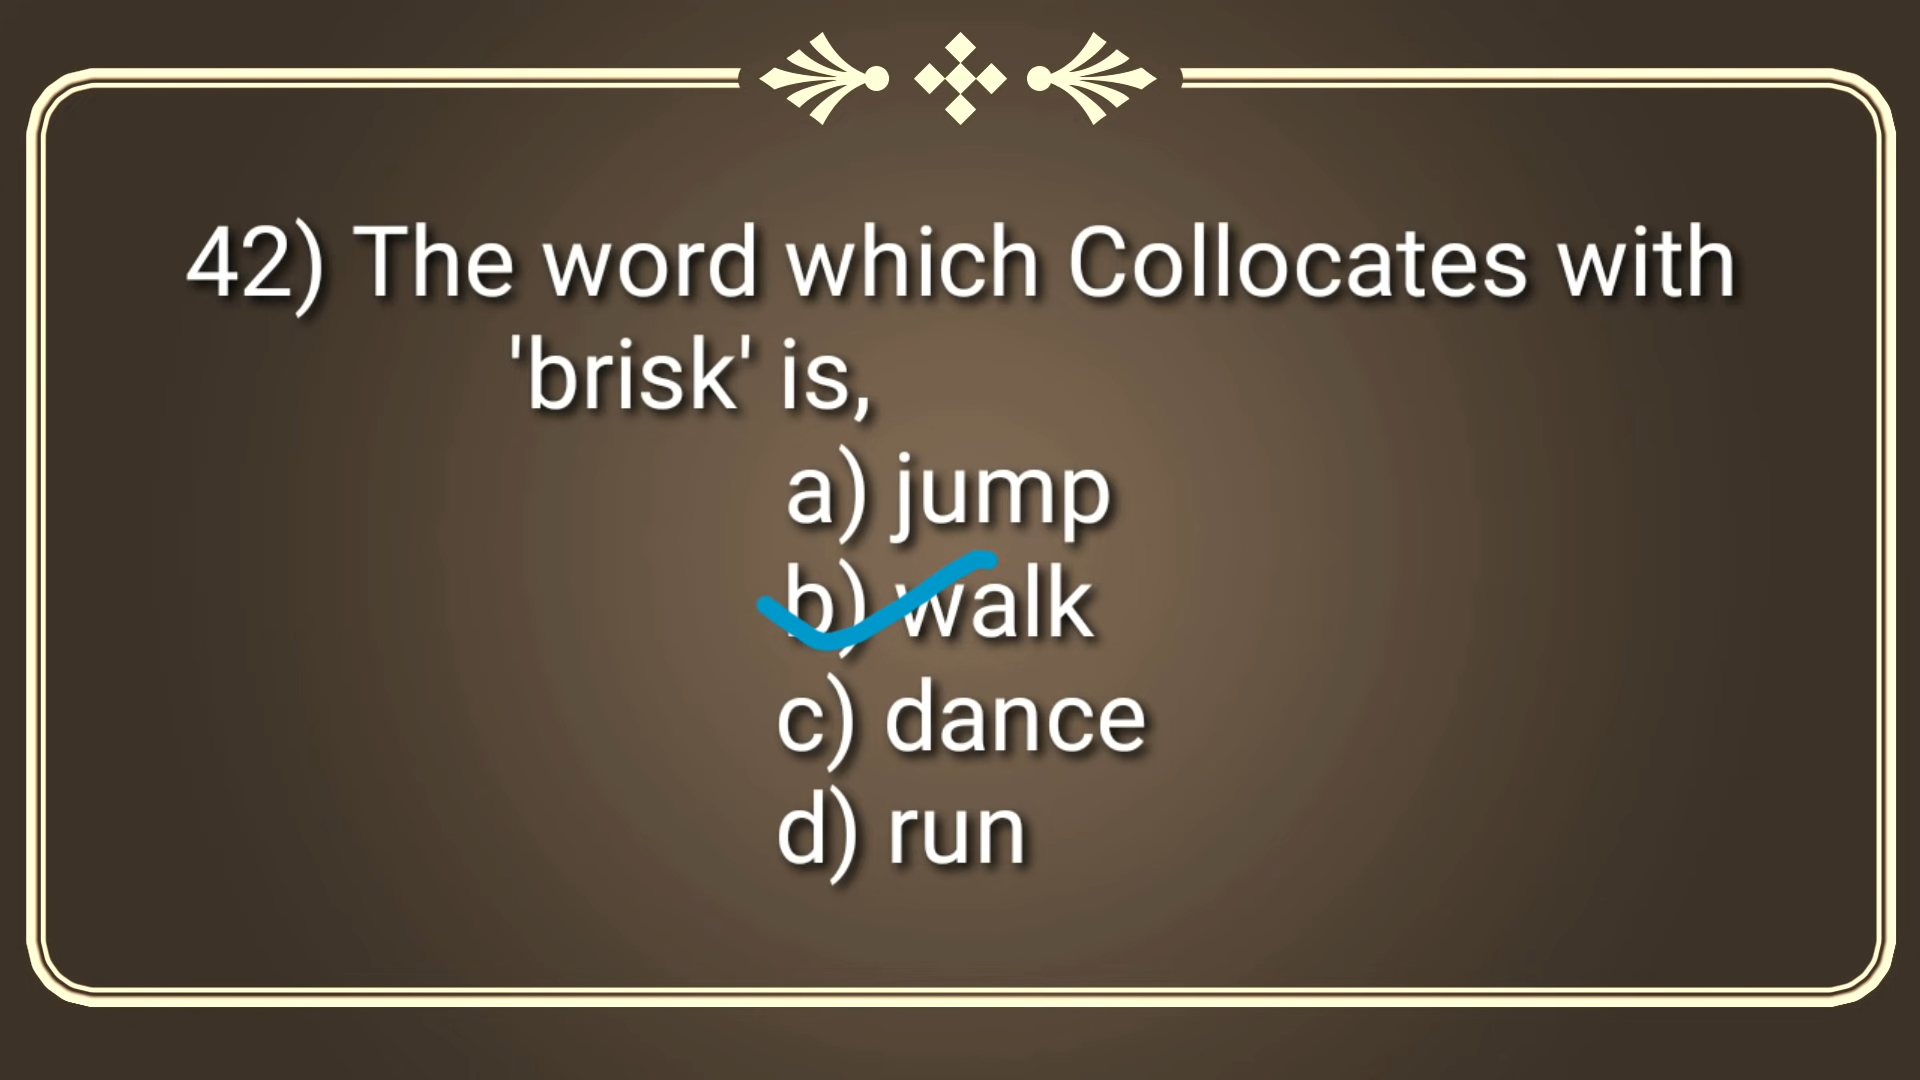 42) The word which Collocates with
'brisk' is,
a) jump
b) walk
c) dance
d) run